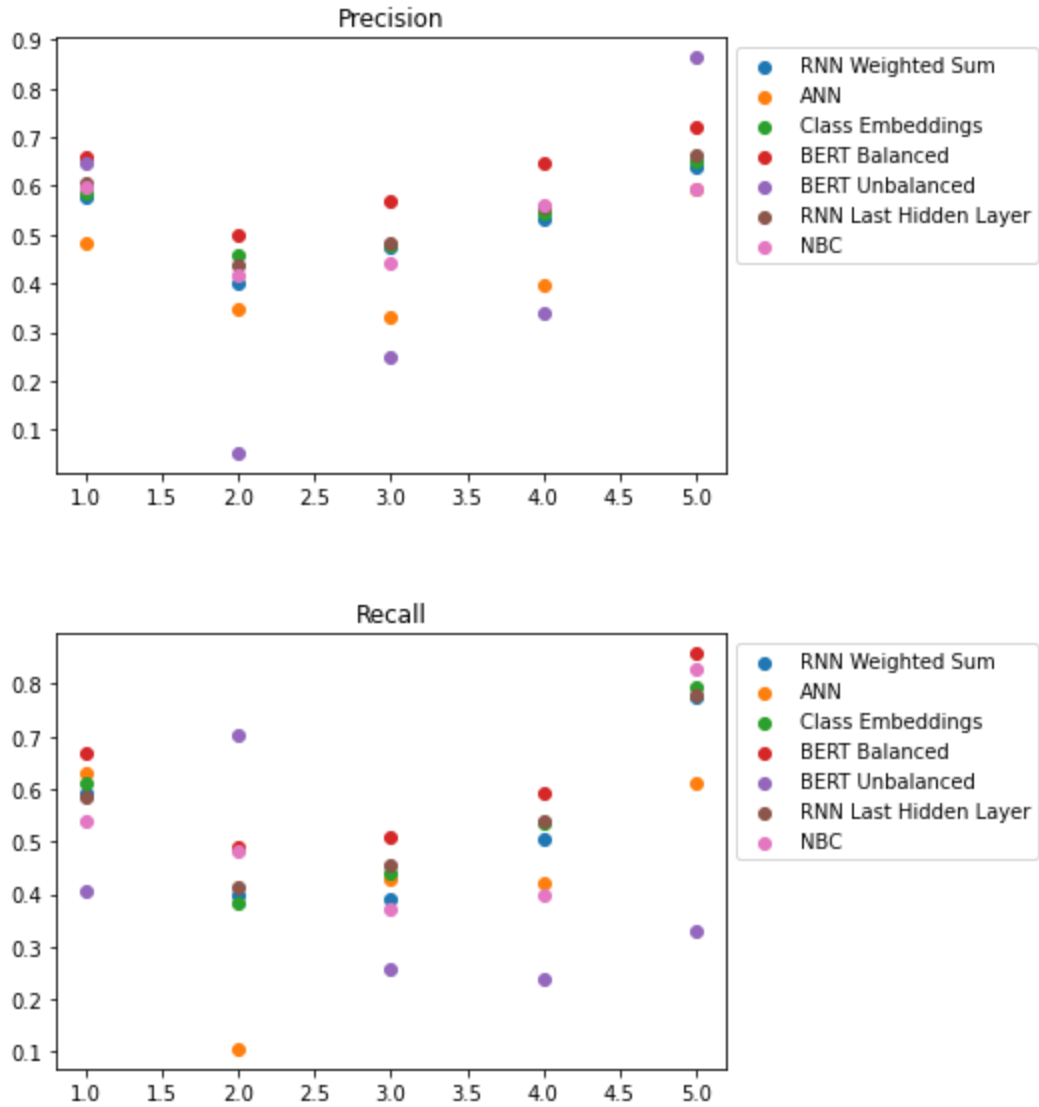 Precision
0.9
0.8
0.7
0.6
0.5
0.4
0.3
0.2
0.1
1.0 1.5 2.0 2.5 3.0 3.5 4.0 4.5 5.0
RNN Weighted Sum
ANN
Class Embeddings
BERT Balanced
BERT Unbalanced
RNN Last Hidden Layer
NBC
Recall
0.8
0.7
0.6
0.5
0.4
0.3
0.2
0.1
1.0 1.5 2.0 2.5 3.0 3.5 4.0 4.5 5.0
RNN Weighted Sum
ANN
Class Embeddings
BERT Balanced
BERT Unbalanced
RNN Last Hidden Layer
NBC